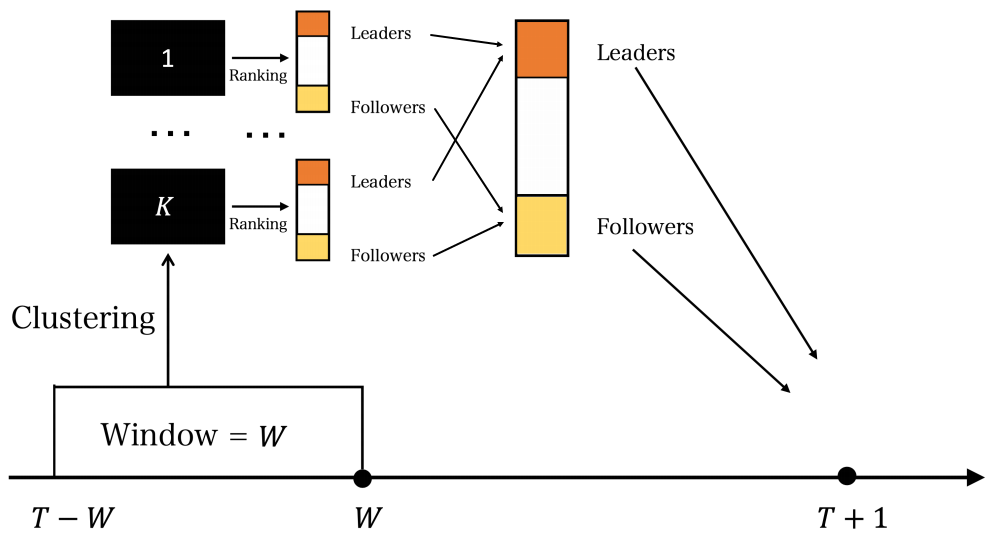 1
Ranking
Leaders
Followers
... ...
K
Ranking
Leaders
Followers
Leaders
Followers
Clustering
Window = W
T − W
W
T + 1